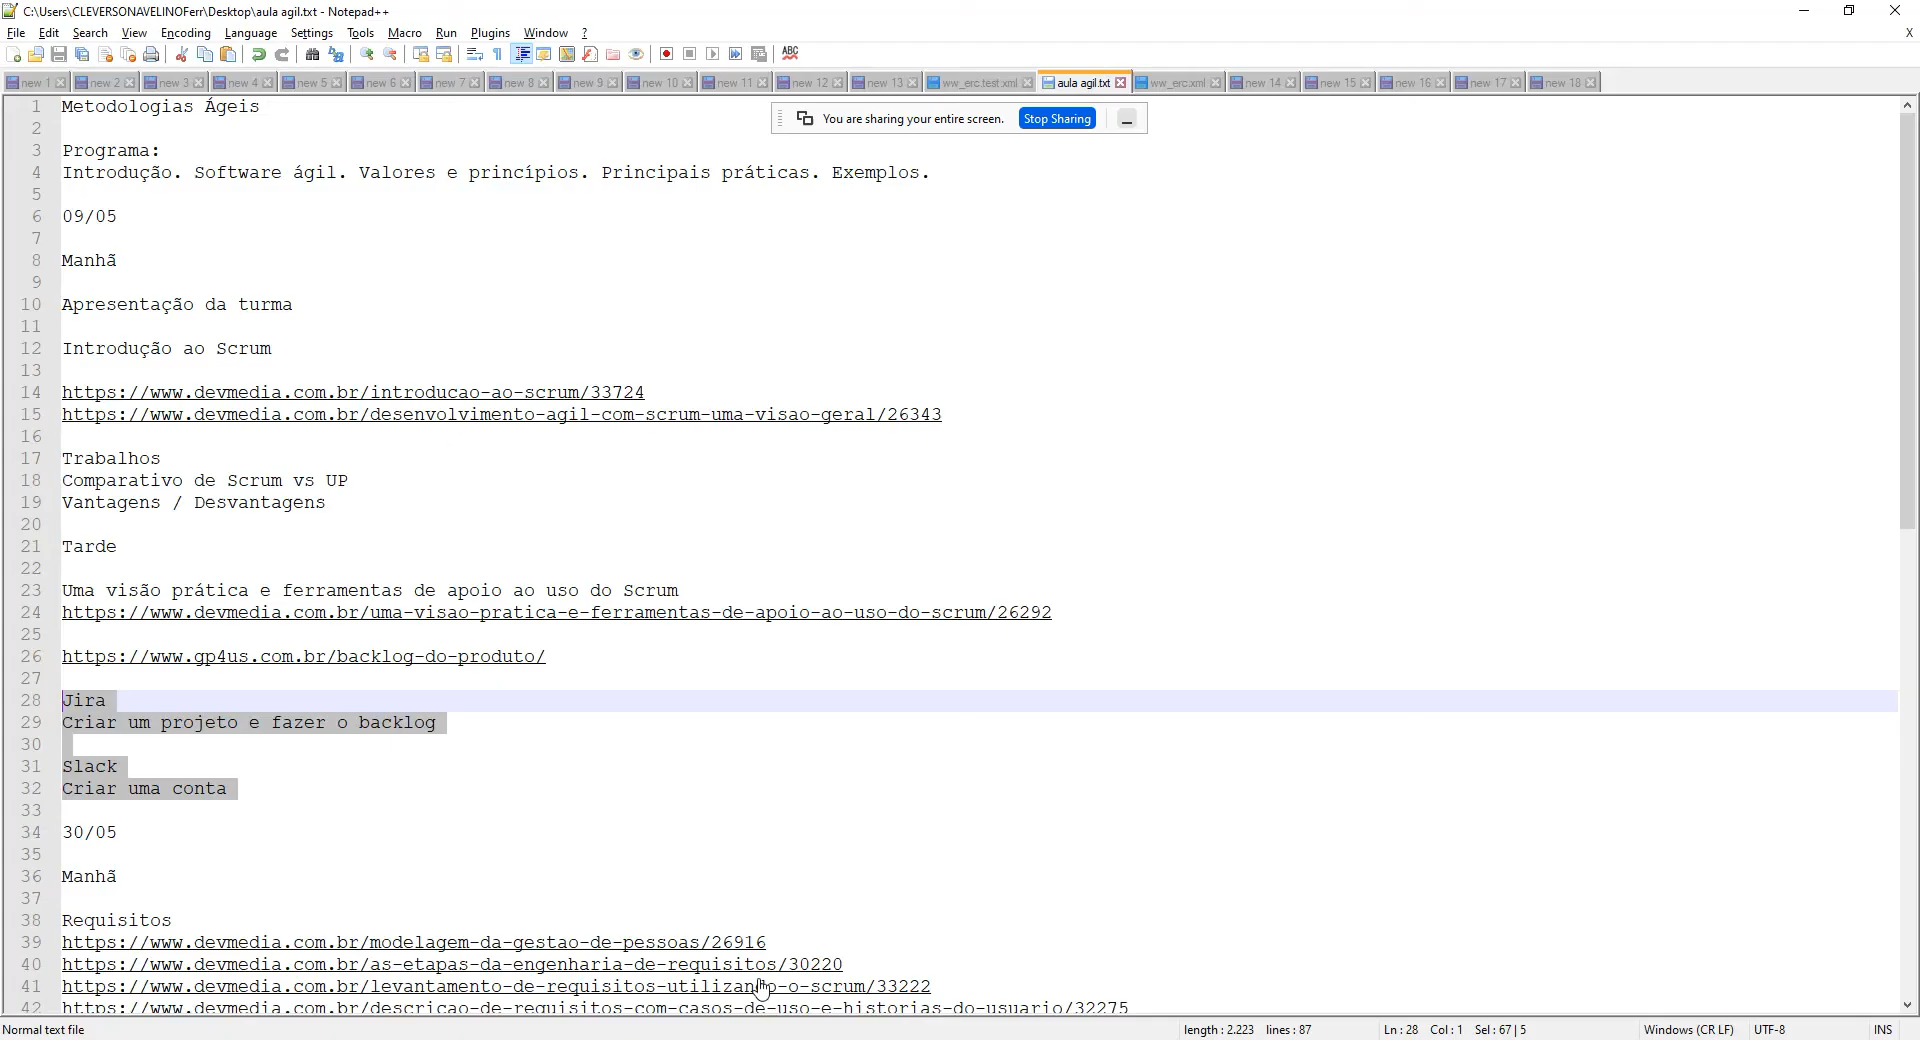 C:\Users\CLEVERSONAVELINOFerr\Desktop\aula agil.txt - Notepad++
File Edit Search View Encoding Language Settings Tools Macro Run Plugins Window ? X
new 1 new 2 new 3 new 4 new 5 new 6 new 7 new 8 new 9 new 10 new 11 new 12 new 13 ww_erc.test.xml aula agil.txt ww_erc.xml new 14 new 15 new 16 new 17 new 18
You are sharing your entire screen. Stop Sharing
1 Metodologias Ágeis
2
3 Programa:
4 Introdução. Software ágil. Valores e princípios. Principais práticas. Exemplos.
5
6 09/05
7
8 Manhã
9
10 Apresentação da turma
11
12 Introdução ao Scrum
13
14 https://www.devmedia.com.br/introducao-ao-scrum/33724
15 https://www.devmedia.com.br/desenvolvimento-agil-com-scrum-uma-visao-geral/26343
16
17 Trabalhos
18 Comparativo de Scrum vs UP
19 Vantagens / Desvantagens
20
21 Tarde
22
23 Uma visão prática e ferramentas de apoio ao uso do Scrum
24 https://www.devmedia.com.br/uma-visao-pratica-e-ferramentas-de-apoio-ao-uso-do-scrum/26292
25
26 https://www.gp4us.com.br/backlog-do-produto/
27
28 Jira
29 Criar um projeto e fazer o backlog
30
31 Slack
32 Criar uma conta
33
34 30/05
35
36 Manhã
37
38 Requisitos
39 https://www.devmedia.com.br/modelagem-da-gestao-de-pessoas/26916
40 https://www.devmedia.com.br/as-etapas-da-engenharia-de-requisitos/30220
41 https://www.devmedia.com.br/levantamento-de-requisitos-utilizando-o-scrum/33222
42 https://www.devmedia.com.br/descricao-de-requisitos-com-casos-de-uso-e-historias-do-usuario/32275
Normal text file length : 2.223 lines : 87 Ln : 28 Col : 1 Sel : 67 | 5 Windows (CR LF) UTF-8 INS